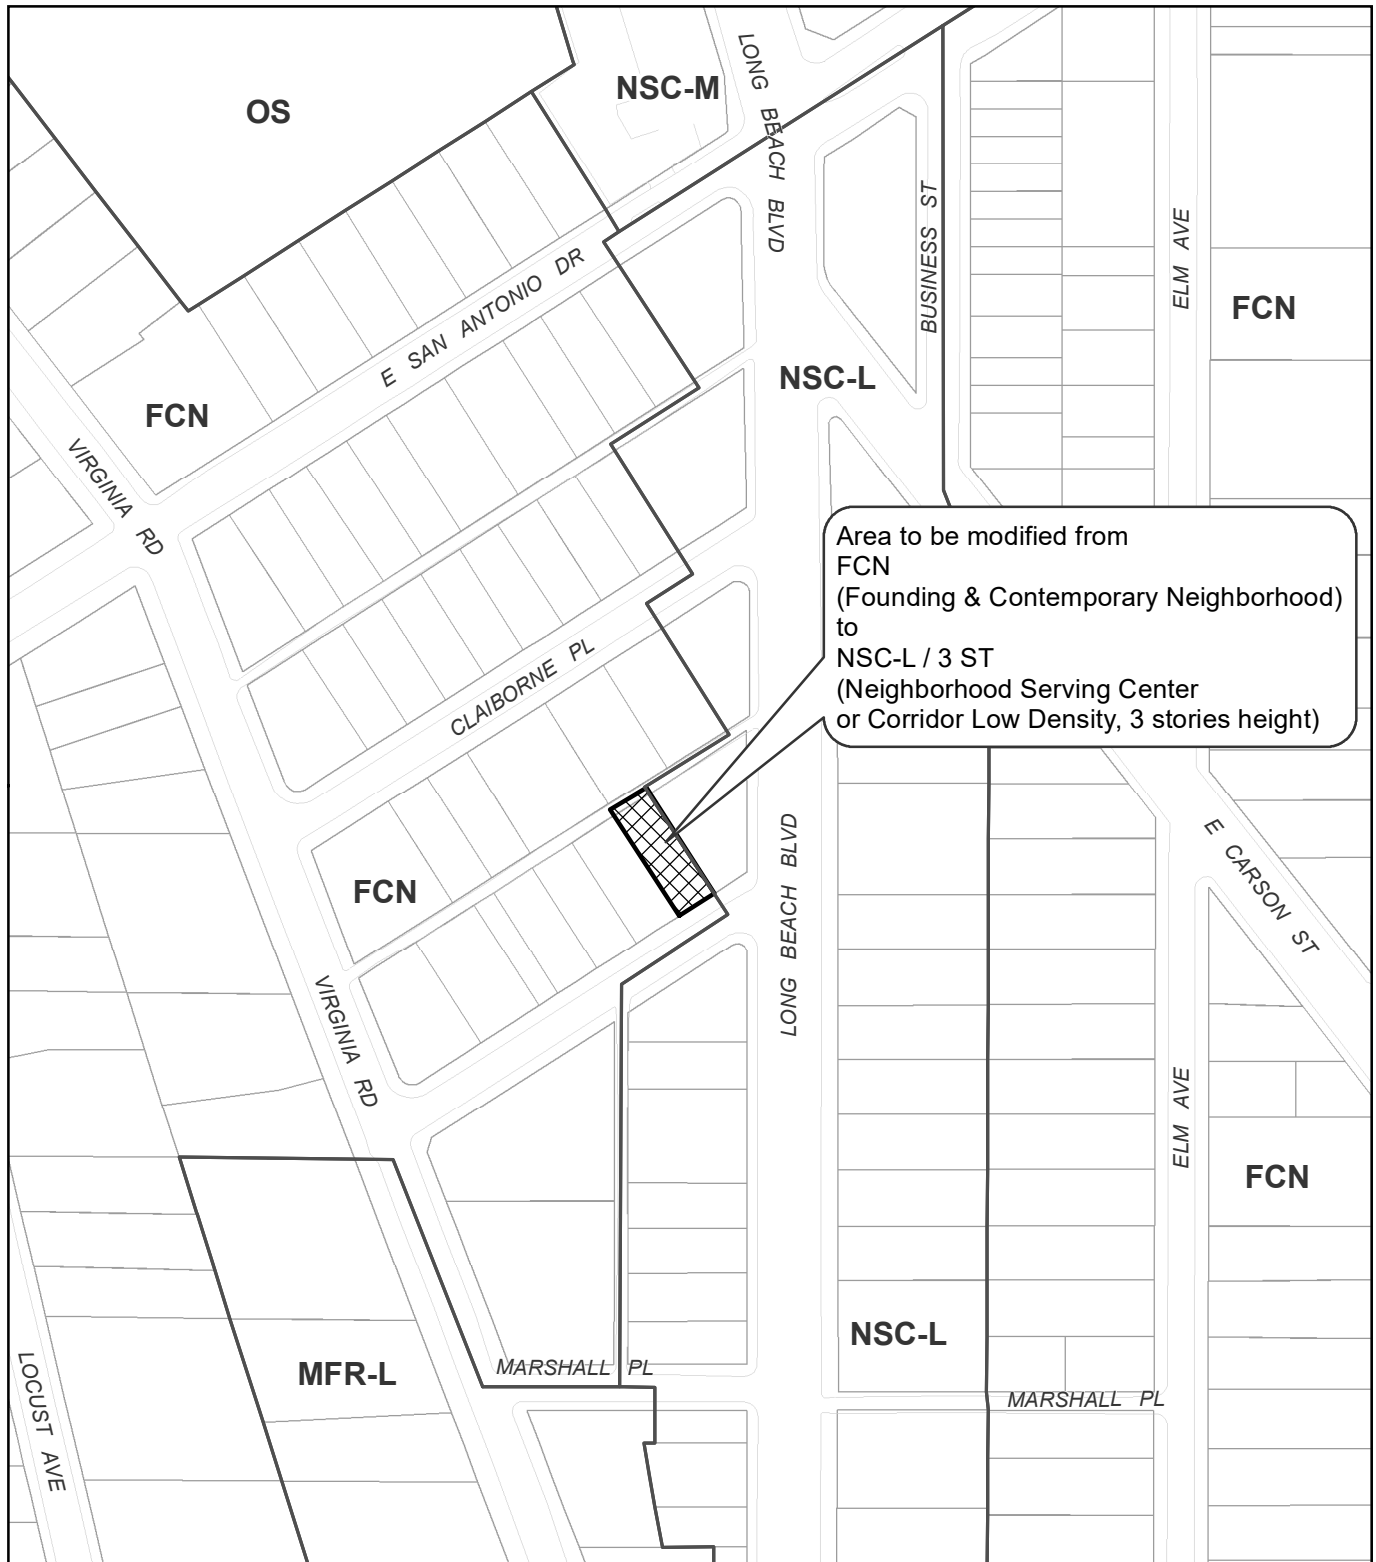 OS
NSC-M
LONG BEACH BLVD
BUSINESS ST
ELM AVE
FCN
E SAN ANTONIO DR
NSC-L
FCN
VIRGINIA RD
Area to be modified from
FCN
(Founding & Contemporary Neighborhood)
to
NSC-L / 3 ST
(Neighborhood Serving Center
or Corridor Low Density, 3 stories height)
CLAIBORNE PL
FCN
LONG BEACH BLVD
E CARSON ST
VIRGINIA RD
ELM AVE
FCN
NSC-L
MFR-L
MARSHALL PL
MARSHALL PL
LOCUST AVE